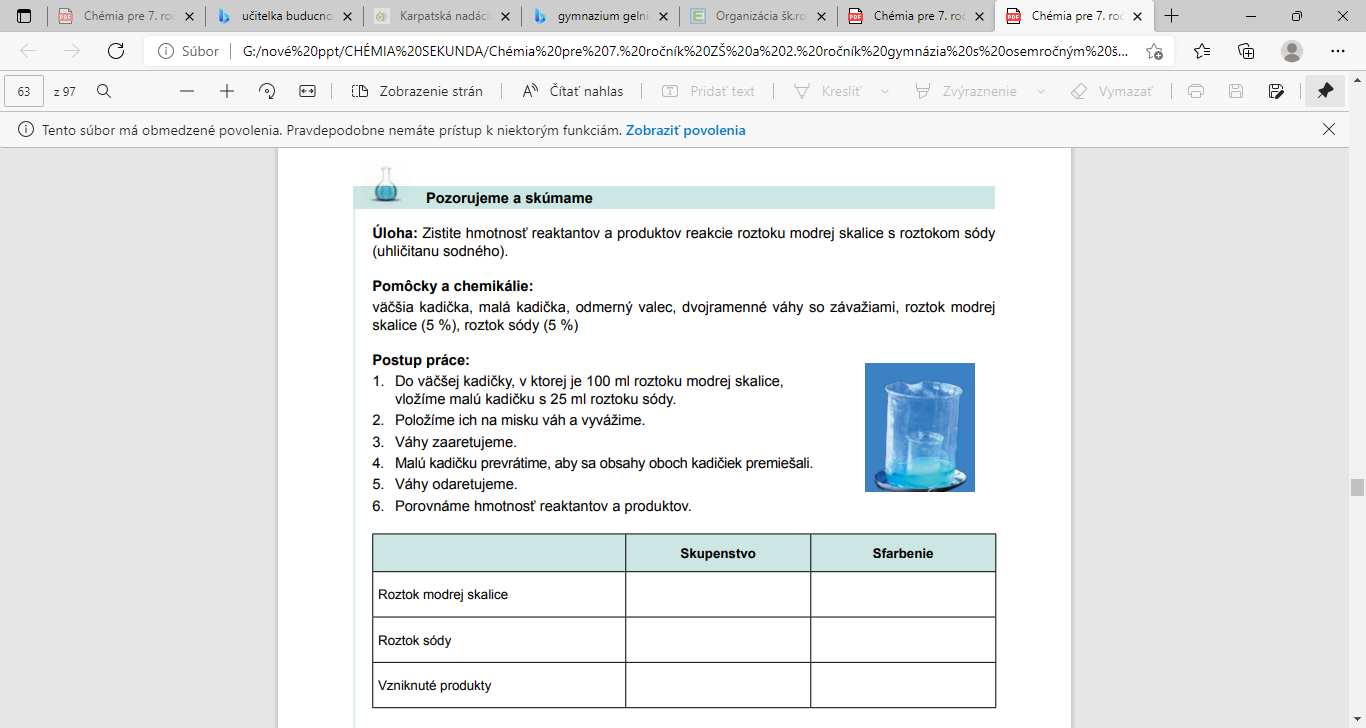 Chémia pre 7. roč
učitelka buducno
Karpatská nadáci
gymnazium gelni
Organizácia šk.ro
Chémia pre 7. roč
Chémia pre 7. roč
Súbor
G:/nové%20ppt/CHÉMIA%20SEKUNDA/Chémia%20pre%207.%20ročník%20ZŠ%20a%202.%20ročník%20gymnázia%20s%20osemročným%20š...
63 z 97
Zobrazenie strán
Čítať nahlas
Pridať text
Kresliť
Zvýraznenie
Vymazať
Tento súbor má obmedzené povolenia. Pravdepodobne nemáte prístup k niektorým funkciám. Zobraziť povolenia
Pozorujeme a skúmame
Úloha: Zistite hmotnosť reaktantov a produktov reakcie roztoku modrej skalice s roztokom sódy
(uhličitanu sodného).
Pomôcky a chemikálie:
väčšia kadička, malá kadička, odmerný valec, dvojramenné váhy so závažiami, roztok modrej
skalice (5 %), roztok sódy (5 %)
Postup práce:
1. Do väčšej kadičky, v ktorej je 100 ml roztoku modrej skalice,
vložíme malú kadičku s 25 ml roztoku sódy.
2. Položíme ich na misku váh a vyvážime.
3. Váhy zaaretujeme.
4. Malú kadičku prevrátime, aby sa obsahy oboch kadičiek premiešali.
5. Váhy odaretujeme.
6. Porovnáme hmotnosť reaktantov a produktov.
Skupenstvo
Sfarbenie
Roztok modrej skalice
Roztok sódy
Vzniknuté produkty